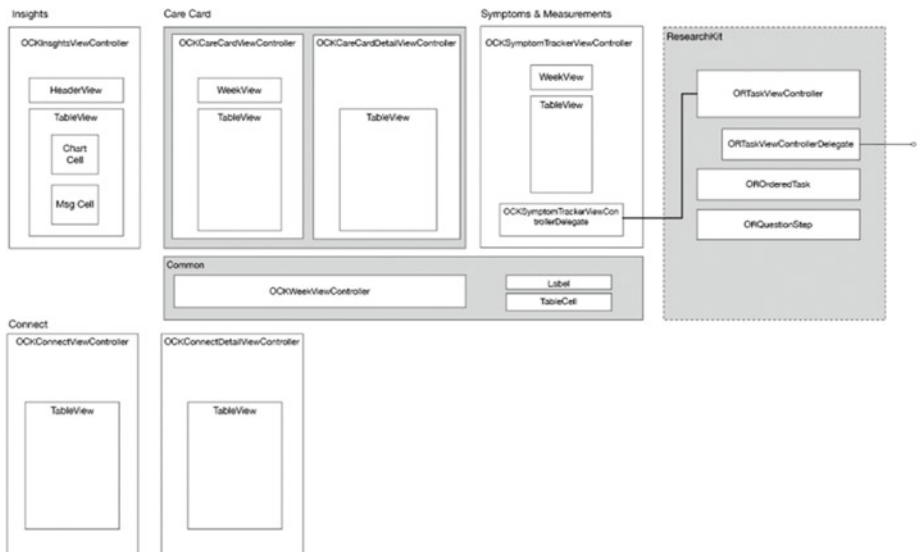 Insights
OCKInsghtsViewController
HeaderView
TableView
Chart
Cell
Msg Cell
Care Card
OCKCareCardViewController
WeekView
TableView
OCKCareCardDetailViewController
TableView
Symptoms & Measurements
OCKSymptomTrackerViewController
WeekView
TableView
OCKSymptomTrackerViewCon
trollerDelegate
ResearchKit
ORTaskViewController
ORTaskViewControllerDelegate
OROrderedTask
ORQuestionStep
Common
OCKWeekViewController
Label
TableCell
Connect
OCKConnectViewController
TableView
OCKConnectDetailViewController
TableView